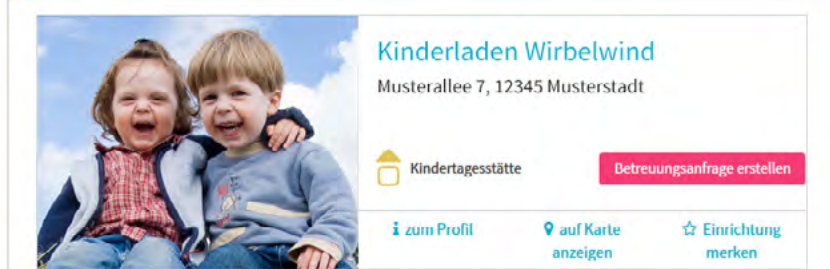 Kinderladen Wirbelwind
Musterallee 7, 12345 Musterstadt
Kindertagesstätte
Betreuungsanfrage erstellen
zum Profil
auf Karte
anzeigen
Einrichtung
merken